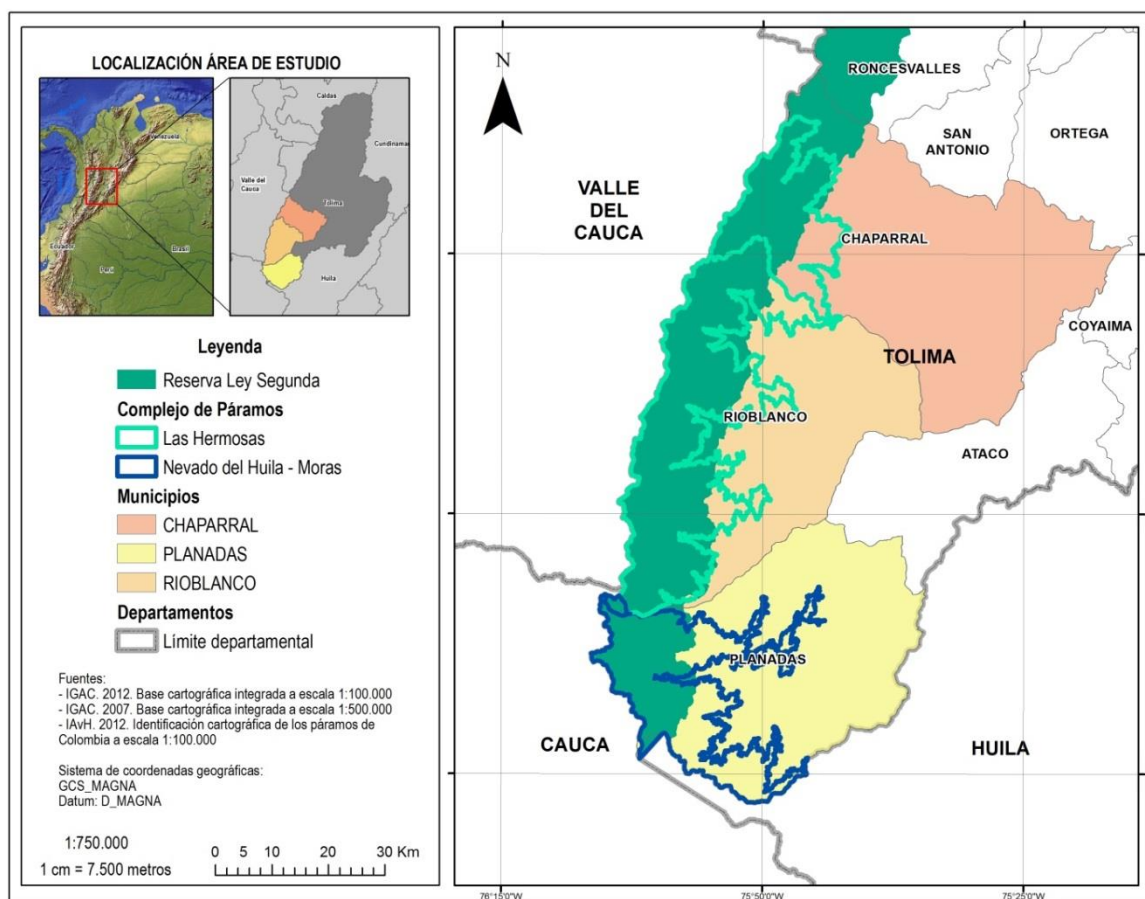 LOCALIZACIÓN ÁREA DE ESTUDIO
Venezuela
Ecuador
Perú
Brasil
Caldas
Cundinamar
Valle del
Cauca
Tolima
Huila
Leyenda
Reserva Ley Segunda
Complejo de Páramos
Las Hermosas
Nevado del Huila - Moras
Municipios
CHAPARRAL
PLANADAS
RIOBLANCO
Departamentos
Límite departamental
Fuentes:
- IGAC. 2012. Base cartográfica integrada a escala 1:100.000
- IGAC. 2007. Base cartográfica integrada a escala 1:500.000
- IAvH. 2012. Identificación cartográfica de los páramos de
Colombia a escala 1:100.000
Sistema de coordenadas geográficas:
GCS_MAGNA
Datum: D_MAGNA
1:750.000
1 cm = 7.500 metros
0 5 10 20 30 Km
N
RONCESVALLES
SAN
ANTONIO
ORTEGA
VALLE
DEL
CAUCA
CHAPARRAL
COYAIMA
TOLIMA
RIOBLANCO
ATACO
PLANADAS
CAUCA
HUILA
76°15'0"W
75°50'0"W
75°25'0"W